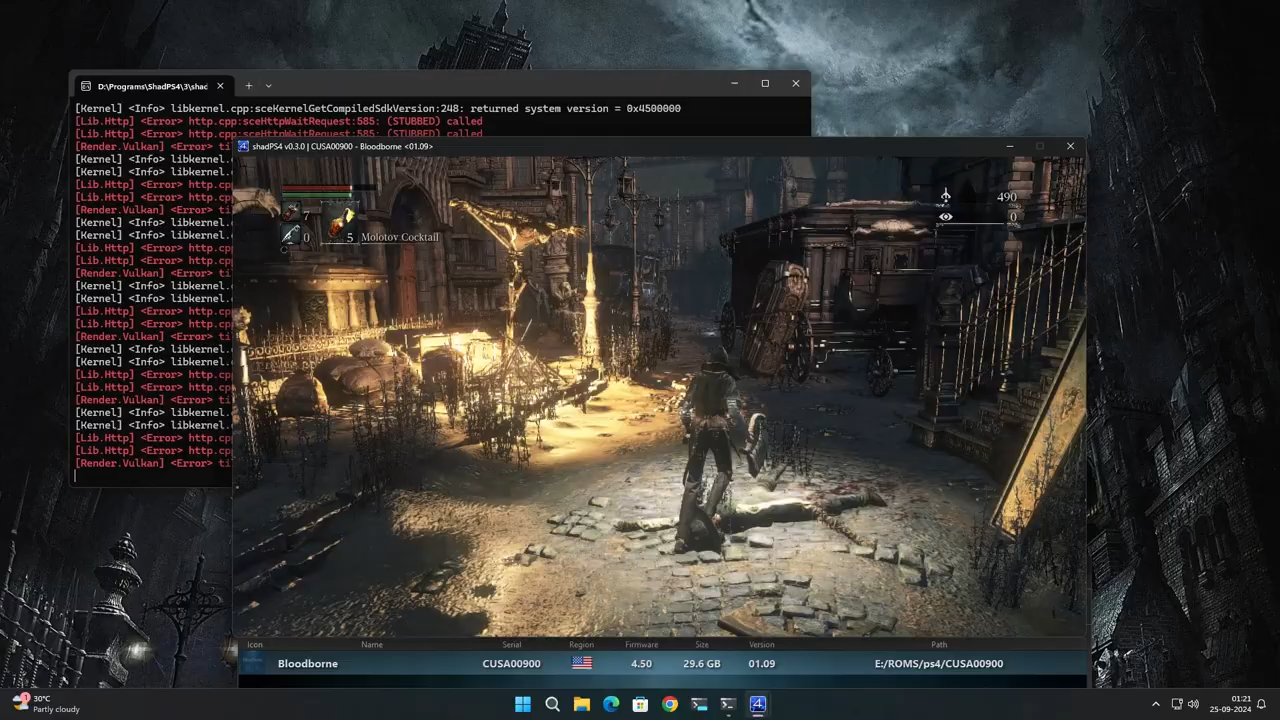 D:\Programs\ShadPS4\3\shad
[Kernel] <Info> libkernel.cpp:sceKernelGetCompiledSdkVersion:248: returned system version = 0x4500000
[Lib.Http] <Error> http.cpp:sceHttpWaitRequest:585: (STUBBED) called
[Lib.Http] <Error> http.cpp:sceHttpWaitRequest:585: (STUBBED) called
[Render.Vulkan] <Error> ti
[Kernel] <Info> libkernel.
[Kernel] <Info> libkernel.
[Lib.Http] <Error> http.cp
[Lib.Http] <Error> http.cp
[Render.Vulkan] <Error> ti
[Kernel] <Info> libkernel.
[Kernel] <Info> libkernel.
[Lib.Http] <Error> http.cp
[Lib.Http] <Error> http.cp
[Render.Vulkan] <Error> ti
[Kernel] <Info> libkernel.
[Kernel] <Info> libkernel.
[Lib.Http] <Error> http.cp
[Lib.Http] <Error> http.cp
[Render.Vulkan] <Error> ti
[Kernel] <Info> libkernel.
[Kernel] <Info> libkernel.
[Lib.Http] <Error> http.cp
[Lib.Http] <Error> http.cp
[Render.Vulkan] <Error> ti
[Kernel] <Info> libkernel.
[Kernel] <Info> libkernel.
[Lib.Http] <Error> http.cp
[Lib.Http] <Error> http.cp
[Render.Vulkan] <Error> ti
shadPS4 v0.3.0 | CUSA00900 - Bloodborne <01.09>
490
7
0
0
5 Molotov Cocktail
Icon Name Serial Region Firmware Size Version Path
Bloodborne CUSA00900 4.50 29.6 GB 01.09 E:/ROMS/ps4/CUSA00900
1
30°C
Partly cloudy
01:21
25-09-2024